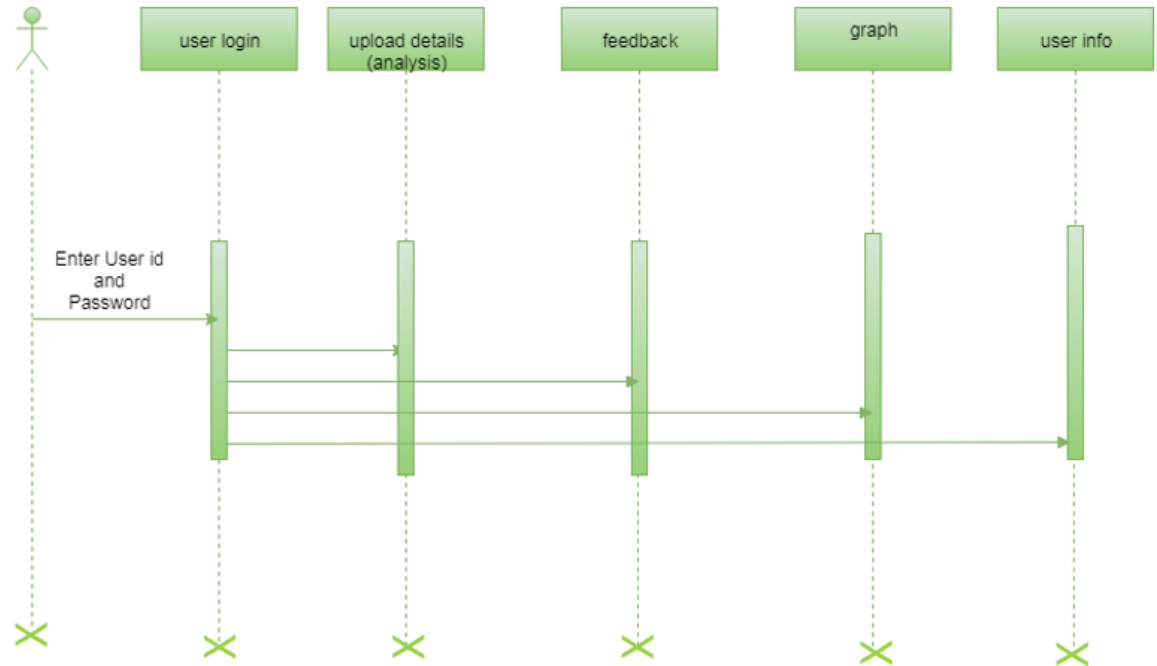 user login
upload details
(analysis)
feedback
graph
user info
Enter User id
and
Password